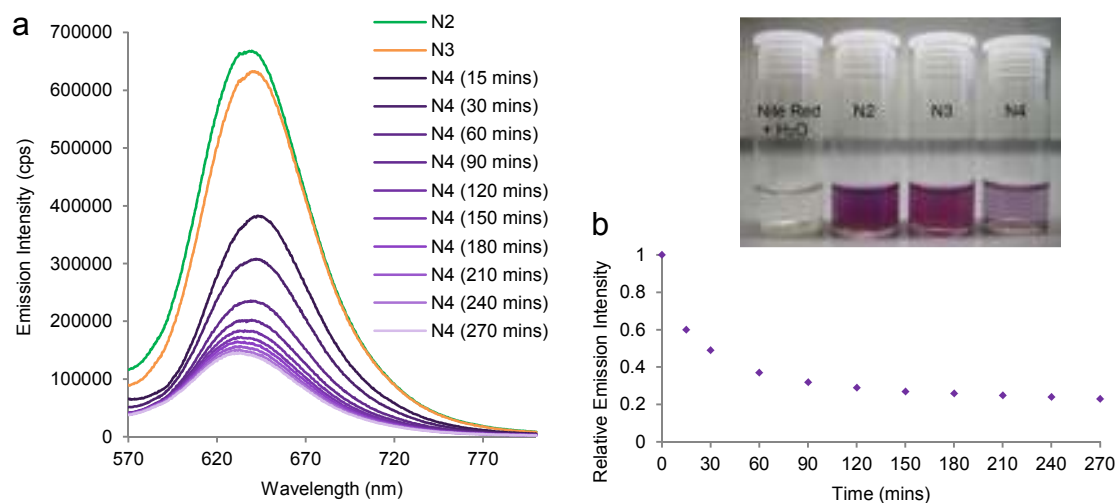 a
700000
600000
500000
400000
300000
200000
100000
0
570
620
670
720
770
Emission Intensity (cps)
Wavelength (nm)
N2
N3
N4 (15 mins)
N4 (30 mins)
N4 (60 mins)
N4 (90 mins)
N4 (120 mins)
N4 (150 mins)
N4 (180 mins)
N4 (210 mins)
N4 (240 mins)
N4 (270 mins)
Nile Red
+ H₂O
N2
N3
N4
b
1
0.8
0.6
0.4
0.2
0
0
30
60
90
120
150
180
210
240
270
Relative Emission Intensity
Time (mins)